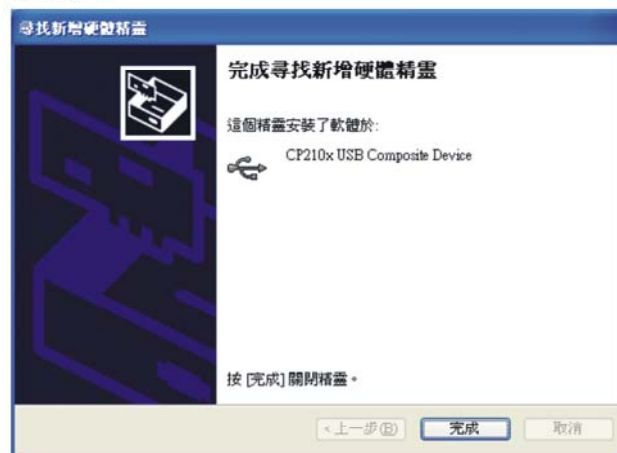 尋找新增硬體精靈
完成尋找新增硬體精靈
這個精靈安裝了軟體於:
CP210x USB Composite Device
按 [完成] 關閉精靈。
<上一步(B)
完成
取消